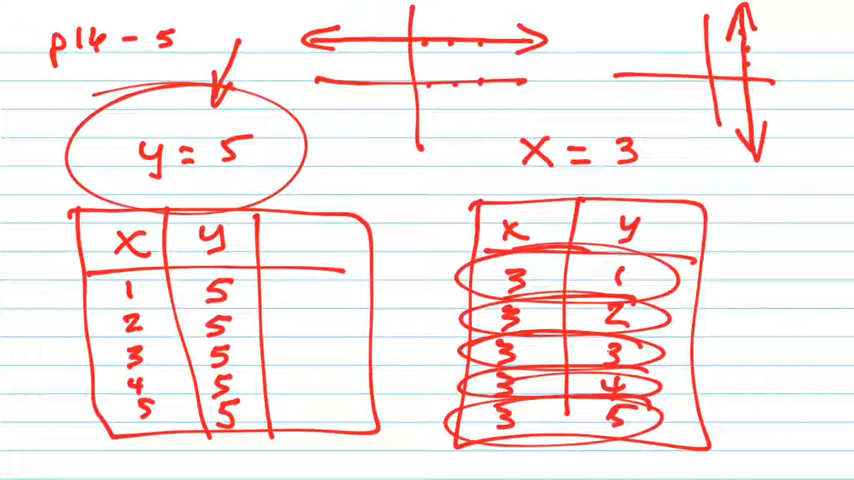 p14 - 5
y = 5
x = 3
x y
1 5
2 5
3 5
4 5
5 5
x y
3 1
3 2
3 3
3 4
3 5